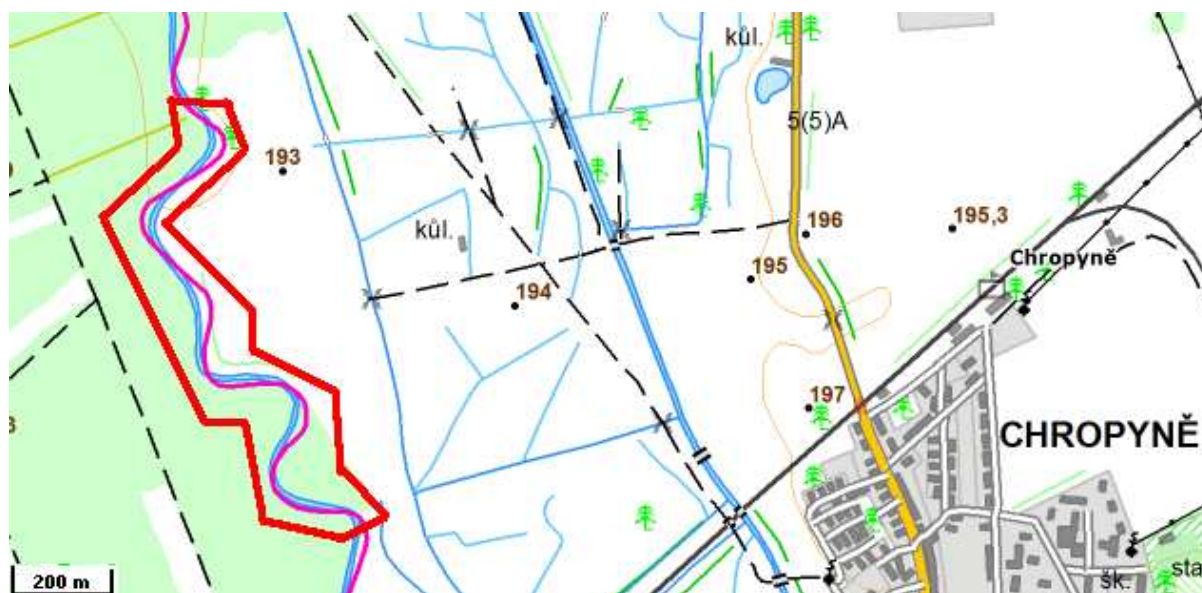 kůl.
5(5)A
193
196
195,3
kůl.
Chropyně
195
194
197
CHROPYNĚ
200 m
šk.
sta